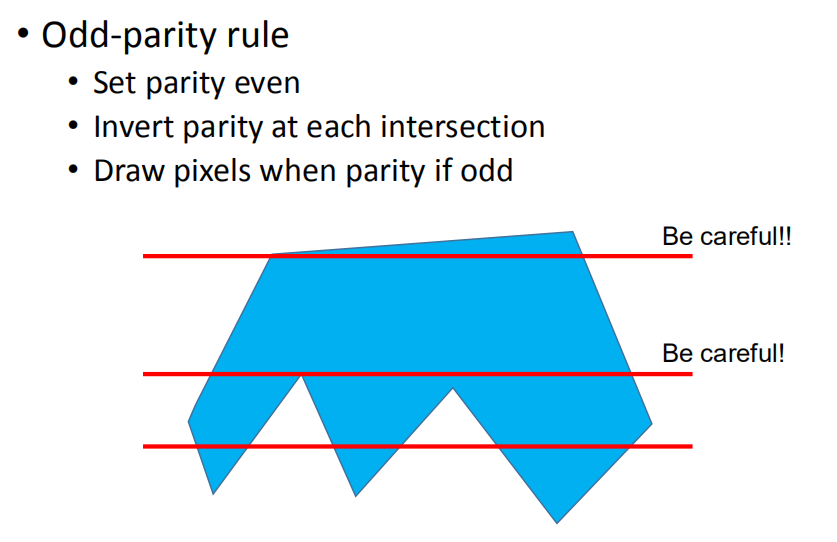 • Odd-parity rule
• Set parity even
• Invert parity at each intersection
• Draw pixels when parity if odd
Be careful!!
Be careful!